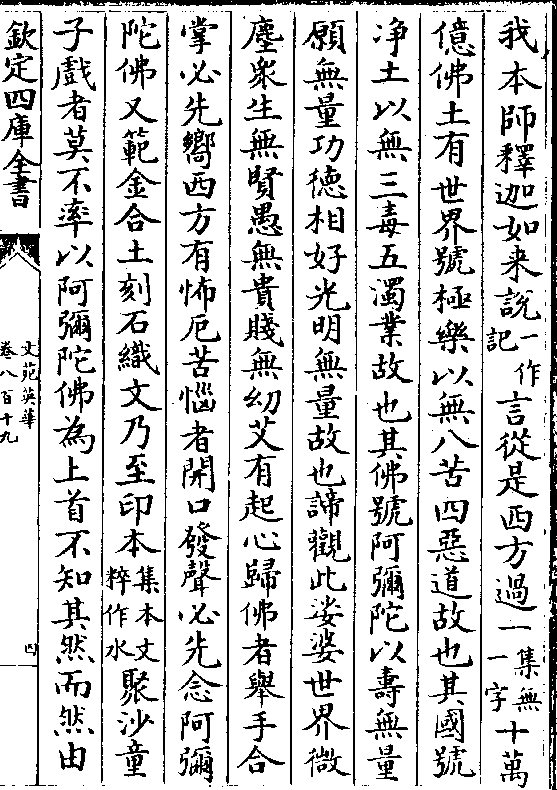 我本師釋迦如来說一作記言從是西方過一集無一字十萬
億佛土有世界號極樂以無八苦四惡道故也其國號
净土以無三毒五濁業故也其佛號阿彌陀以壽無量
願無量功德相好光明無量故也諦觀此娑婆世界微
塵衆生無賢愚無貴賤無幼艾有起心歸佛者舉手合
掌必先嚮西方有怖厄苦惱者開口發聲必先念阿彌
陀佛又範金合土刻石織文乃至印本集本文粹作水聚沙童
子戲者莫不率以阿彌陀佛為上首不知其然而然由
欽定四庫全書
文苑英華
卷八百十九
四